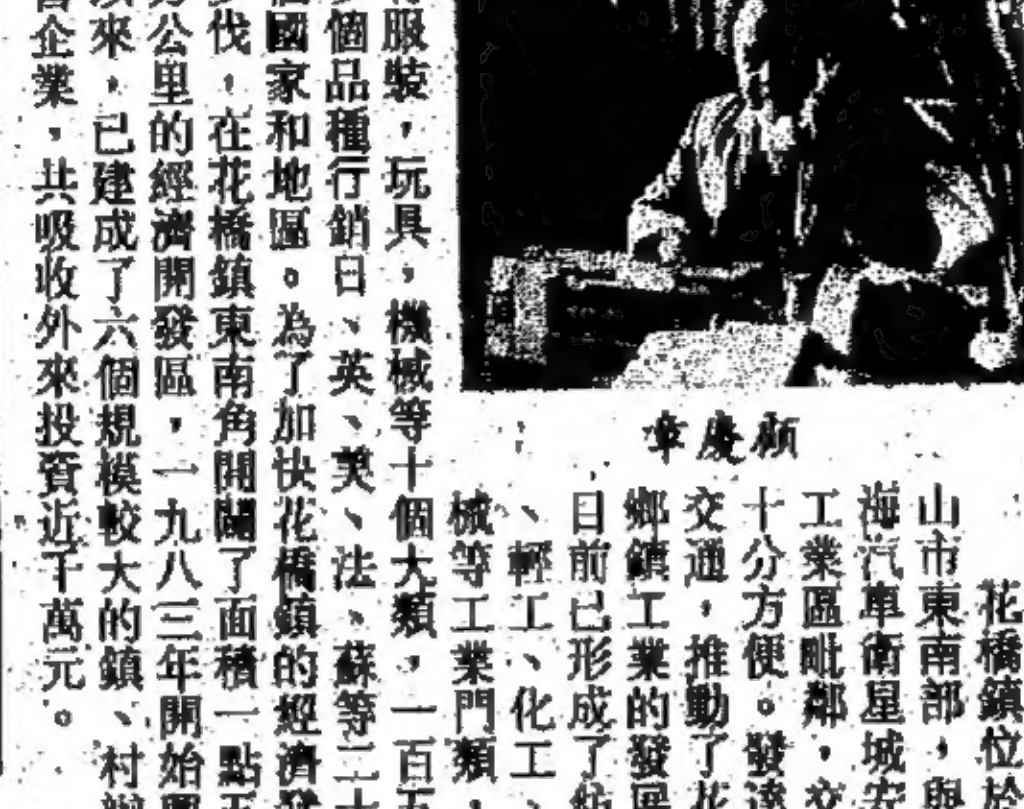 章慶顧
花橋鎮位於
山市東南部，與
海汽車衛星城安
工業區毗鄰，交
十分方便。發達
交通，推動了花
鄉鎮工業的發展
日前已形成了紡
、輕工、化工、
械等工業門類，
服裝，玩具，機械等十個大類，一百五
個品種行銷日、英、美、法、蘇等二十
國家和地區。為了加快花橋鎮的經濟發
伐，在花橋鎮東南角開闢了面積一點五
公里的經濟開發區，一九八三年開始興
來，已建成了六個規模較大的鎮、村辦
企業，共吸收外來投資近千萬元。